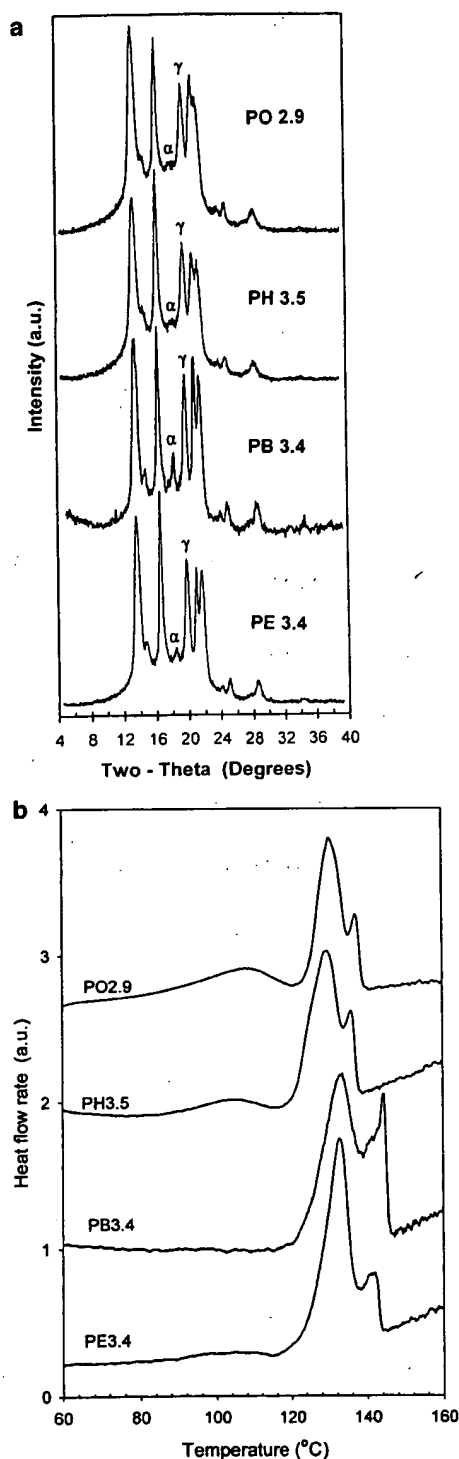 a
γ
α
PO 2.9
γ
α
PH 3.5
γ
α
PB 3.4
γ
α
PE 3.4
Intensity (a.u.)
4 8 12 16 20 24 28 32 36 40
Two - Theta (Degrees)
b
4
3
2
1
0
PO2.9
PH3.5
PB3.4
PE3.4
Heat flow rate (a.u.)
60 80 100 120 140 160
Temperature (°C)